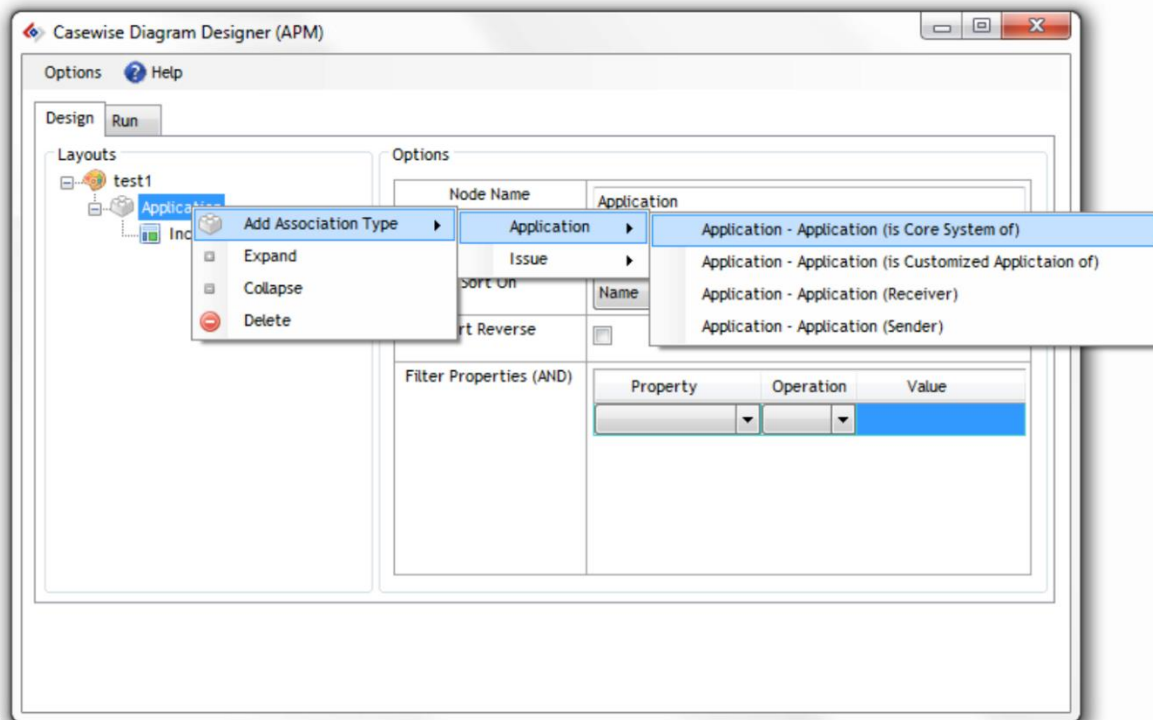 Casewise Diagram Designer (APM)
Options Help
Design Run
Layouts Options
test1
Node Name Application
Application
Add Association Type Application Application - Application (is Core System of)
Inc
Expand Issue Application - Application (is Customized Applictaion of)
Sort On Name
Collapse Application - Application (Receiver)
Delete rt Reverse Application - Application (Sender)
Filter Properties (AND) Property Operation Value